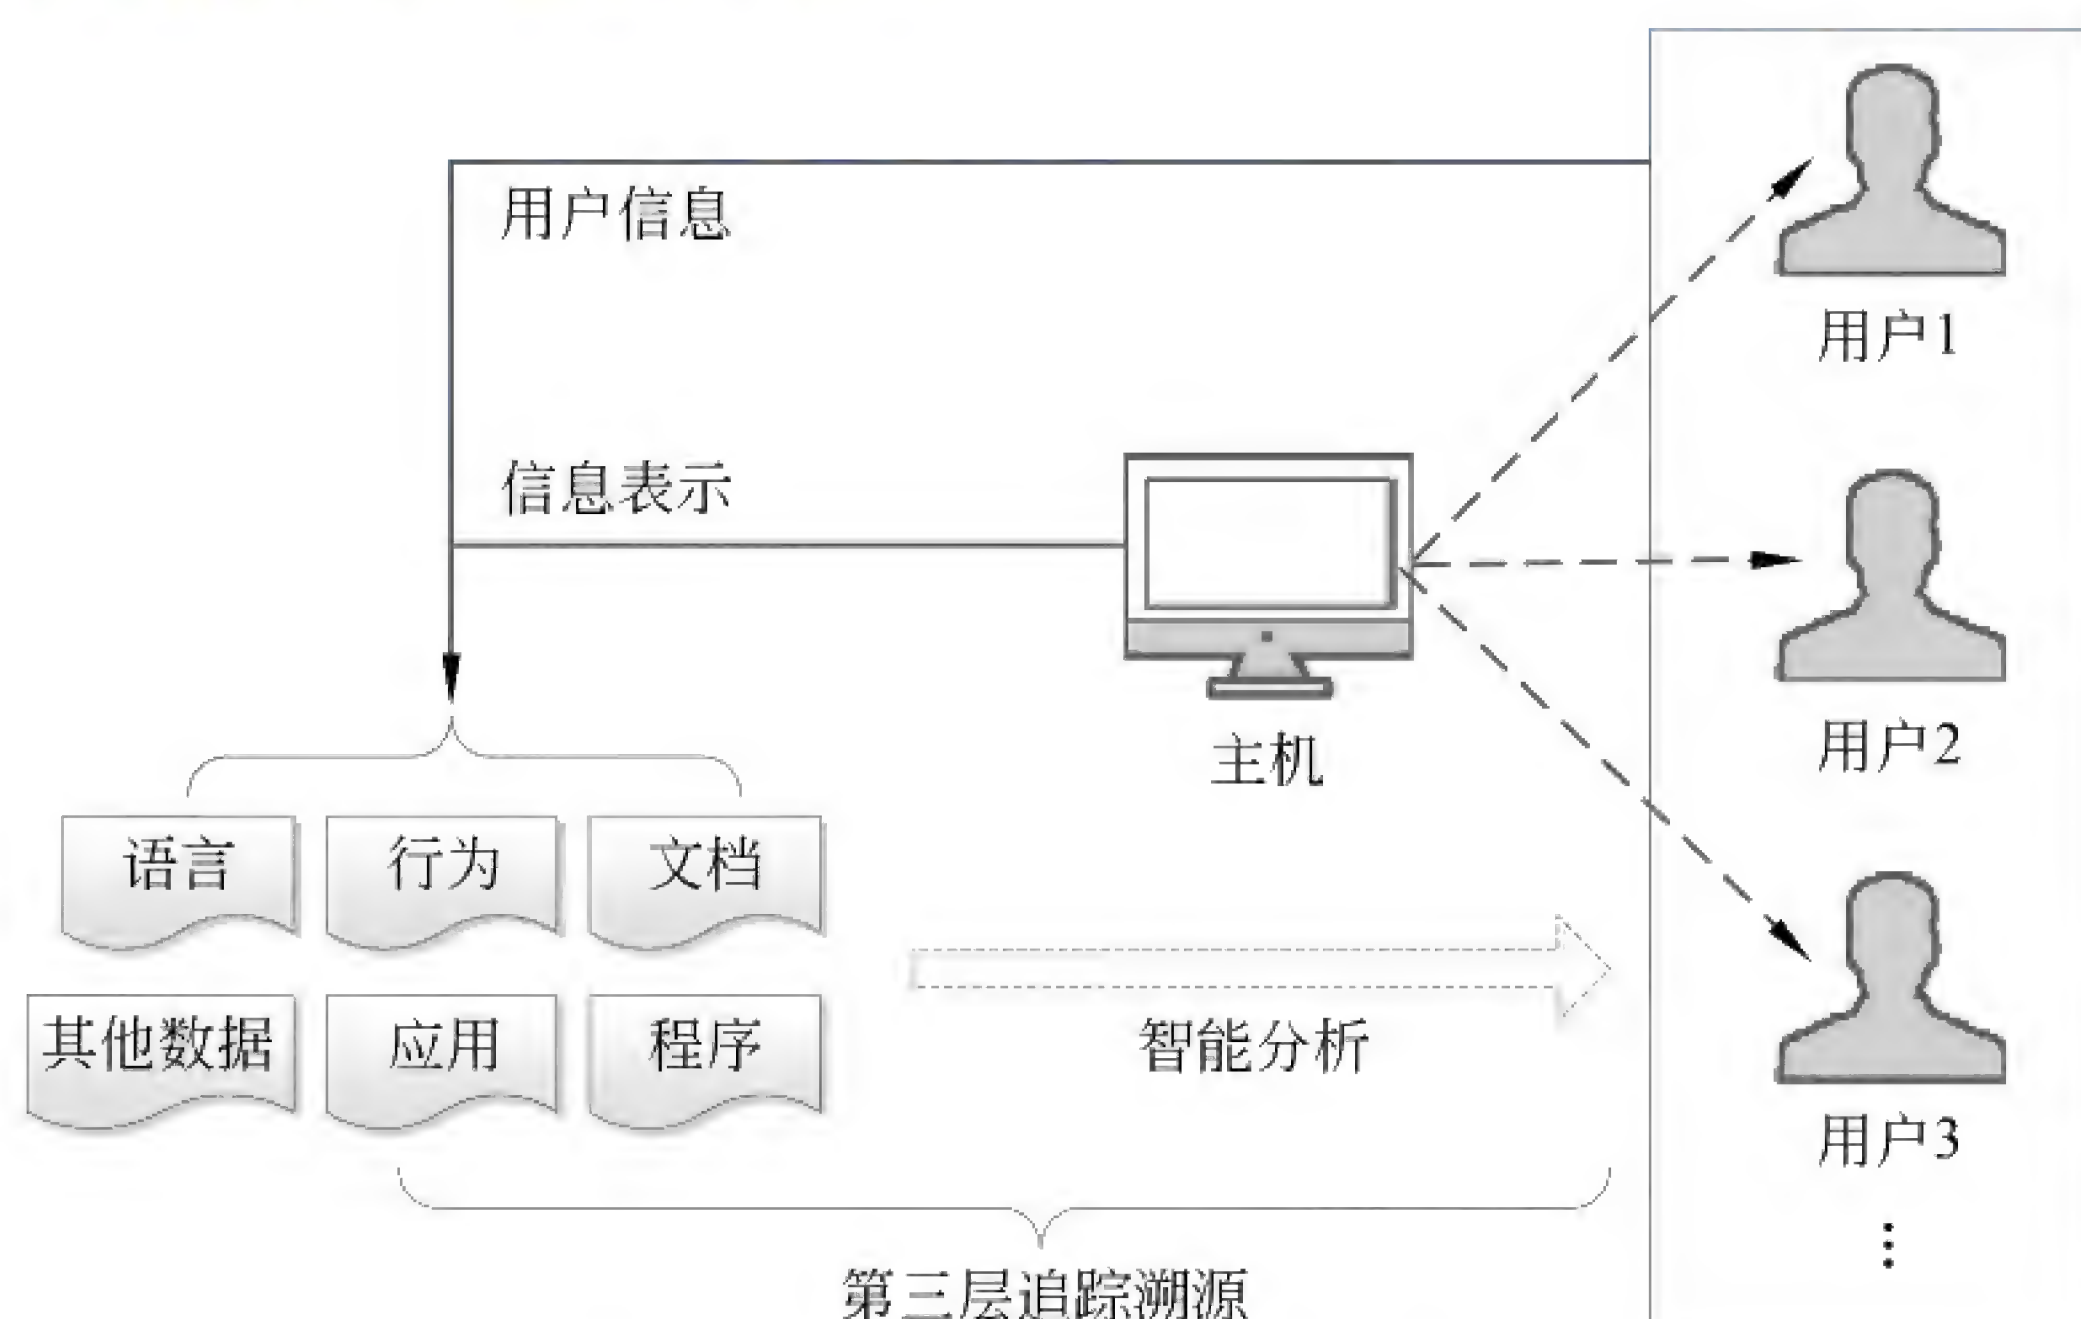 用户信息
用户1
信息表示
主机
用户2
语言
行为
文档
其他数据
应用
程序
智能分析
用户3
⋮
第三层追踪溯源